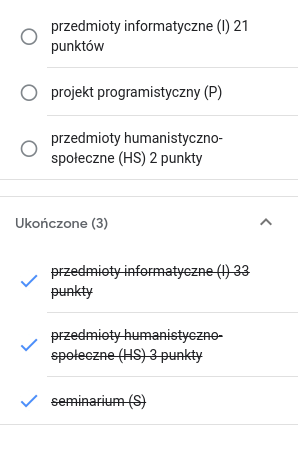 przedmioty informatyczne (I) 21
punktów
projekt programistyczny (P)
przedmioty humanistyczno-
społeczne (HS) 2 punkty
Ukończone (3)
przedmioty informatyczne (I) 33
punkty
przedmioty humanistyczno-
społeczne (HS) 3 punkty
seminarium (S)